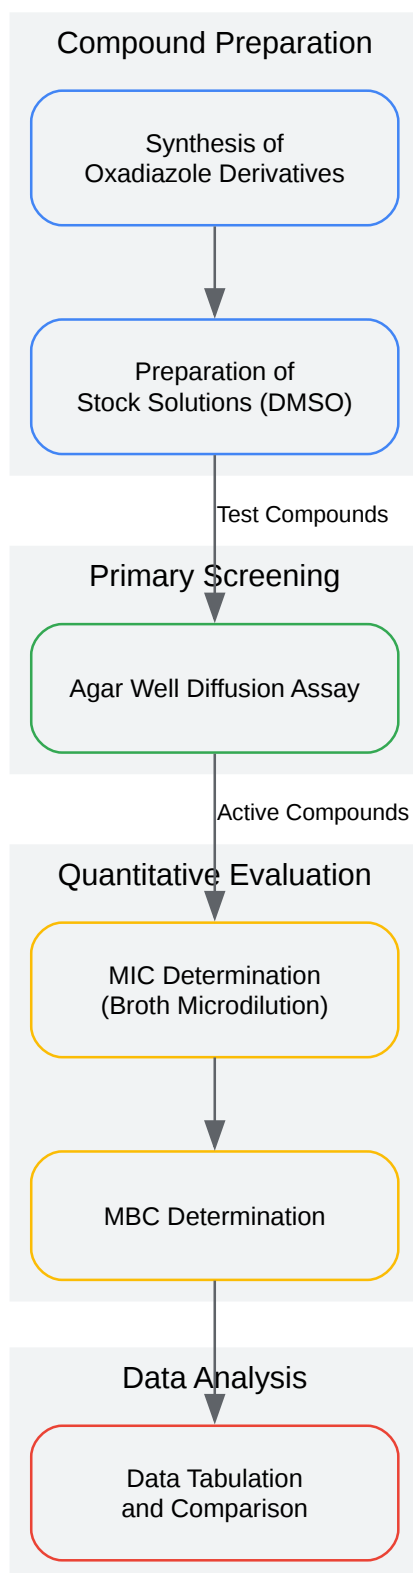 Compound Preparation
Synthesis of
Oxadiazole Derivatives
Preparation of
Stock Solutions (DMSO)
Test Compounds
Primary Screening
Agar Well Diffusion Assay
Active Compounds
Quantitative Evaluation
MIC Determination
(Broth Microdilution)
MBC Determination
Data Analysis
Data Tabulation
and Comparison